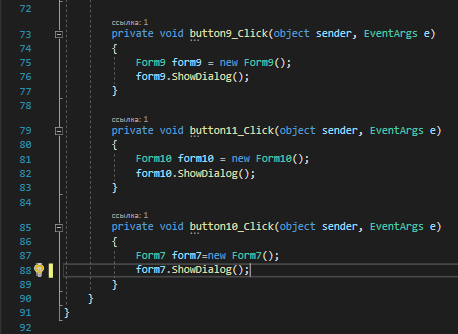 72
ссылка: 1
73 private void button9_Click(object sender, EventArgs e)
74 {
75 Form9 form9 = new Form9();
76 form9.ShowDialog();
77 }
78
ссылка: 1
79 private void button11_Click(object sender, EventArgs e)
80 {
81 Form10 form10 = new Form10();
82 form10.ShowDialog();
83 }
84
ссылка: 1
85 private void button10_Click(object sender, EventArgs e)
86 {
87 Form7 form7=new Form7();
88 form7.ShowDialog();
89 }
90 }
91 }
92